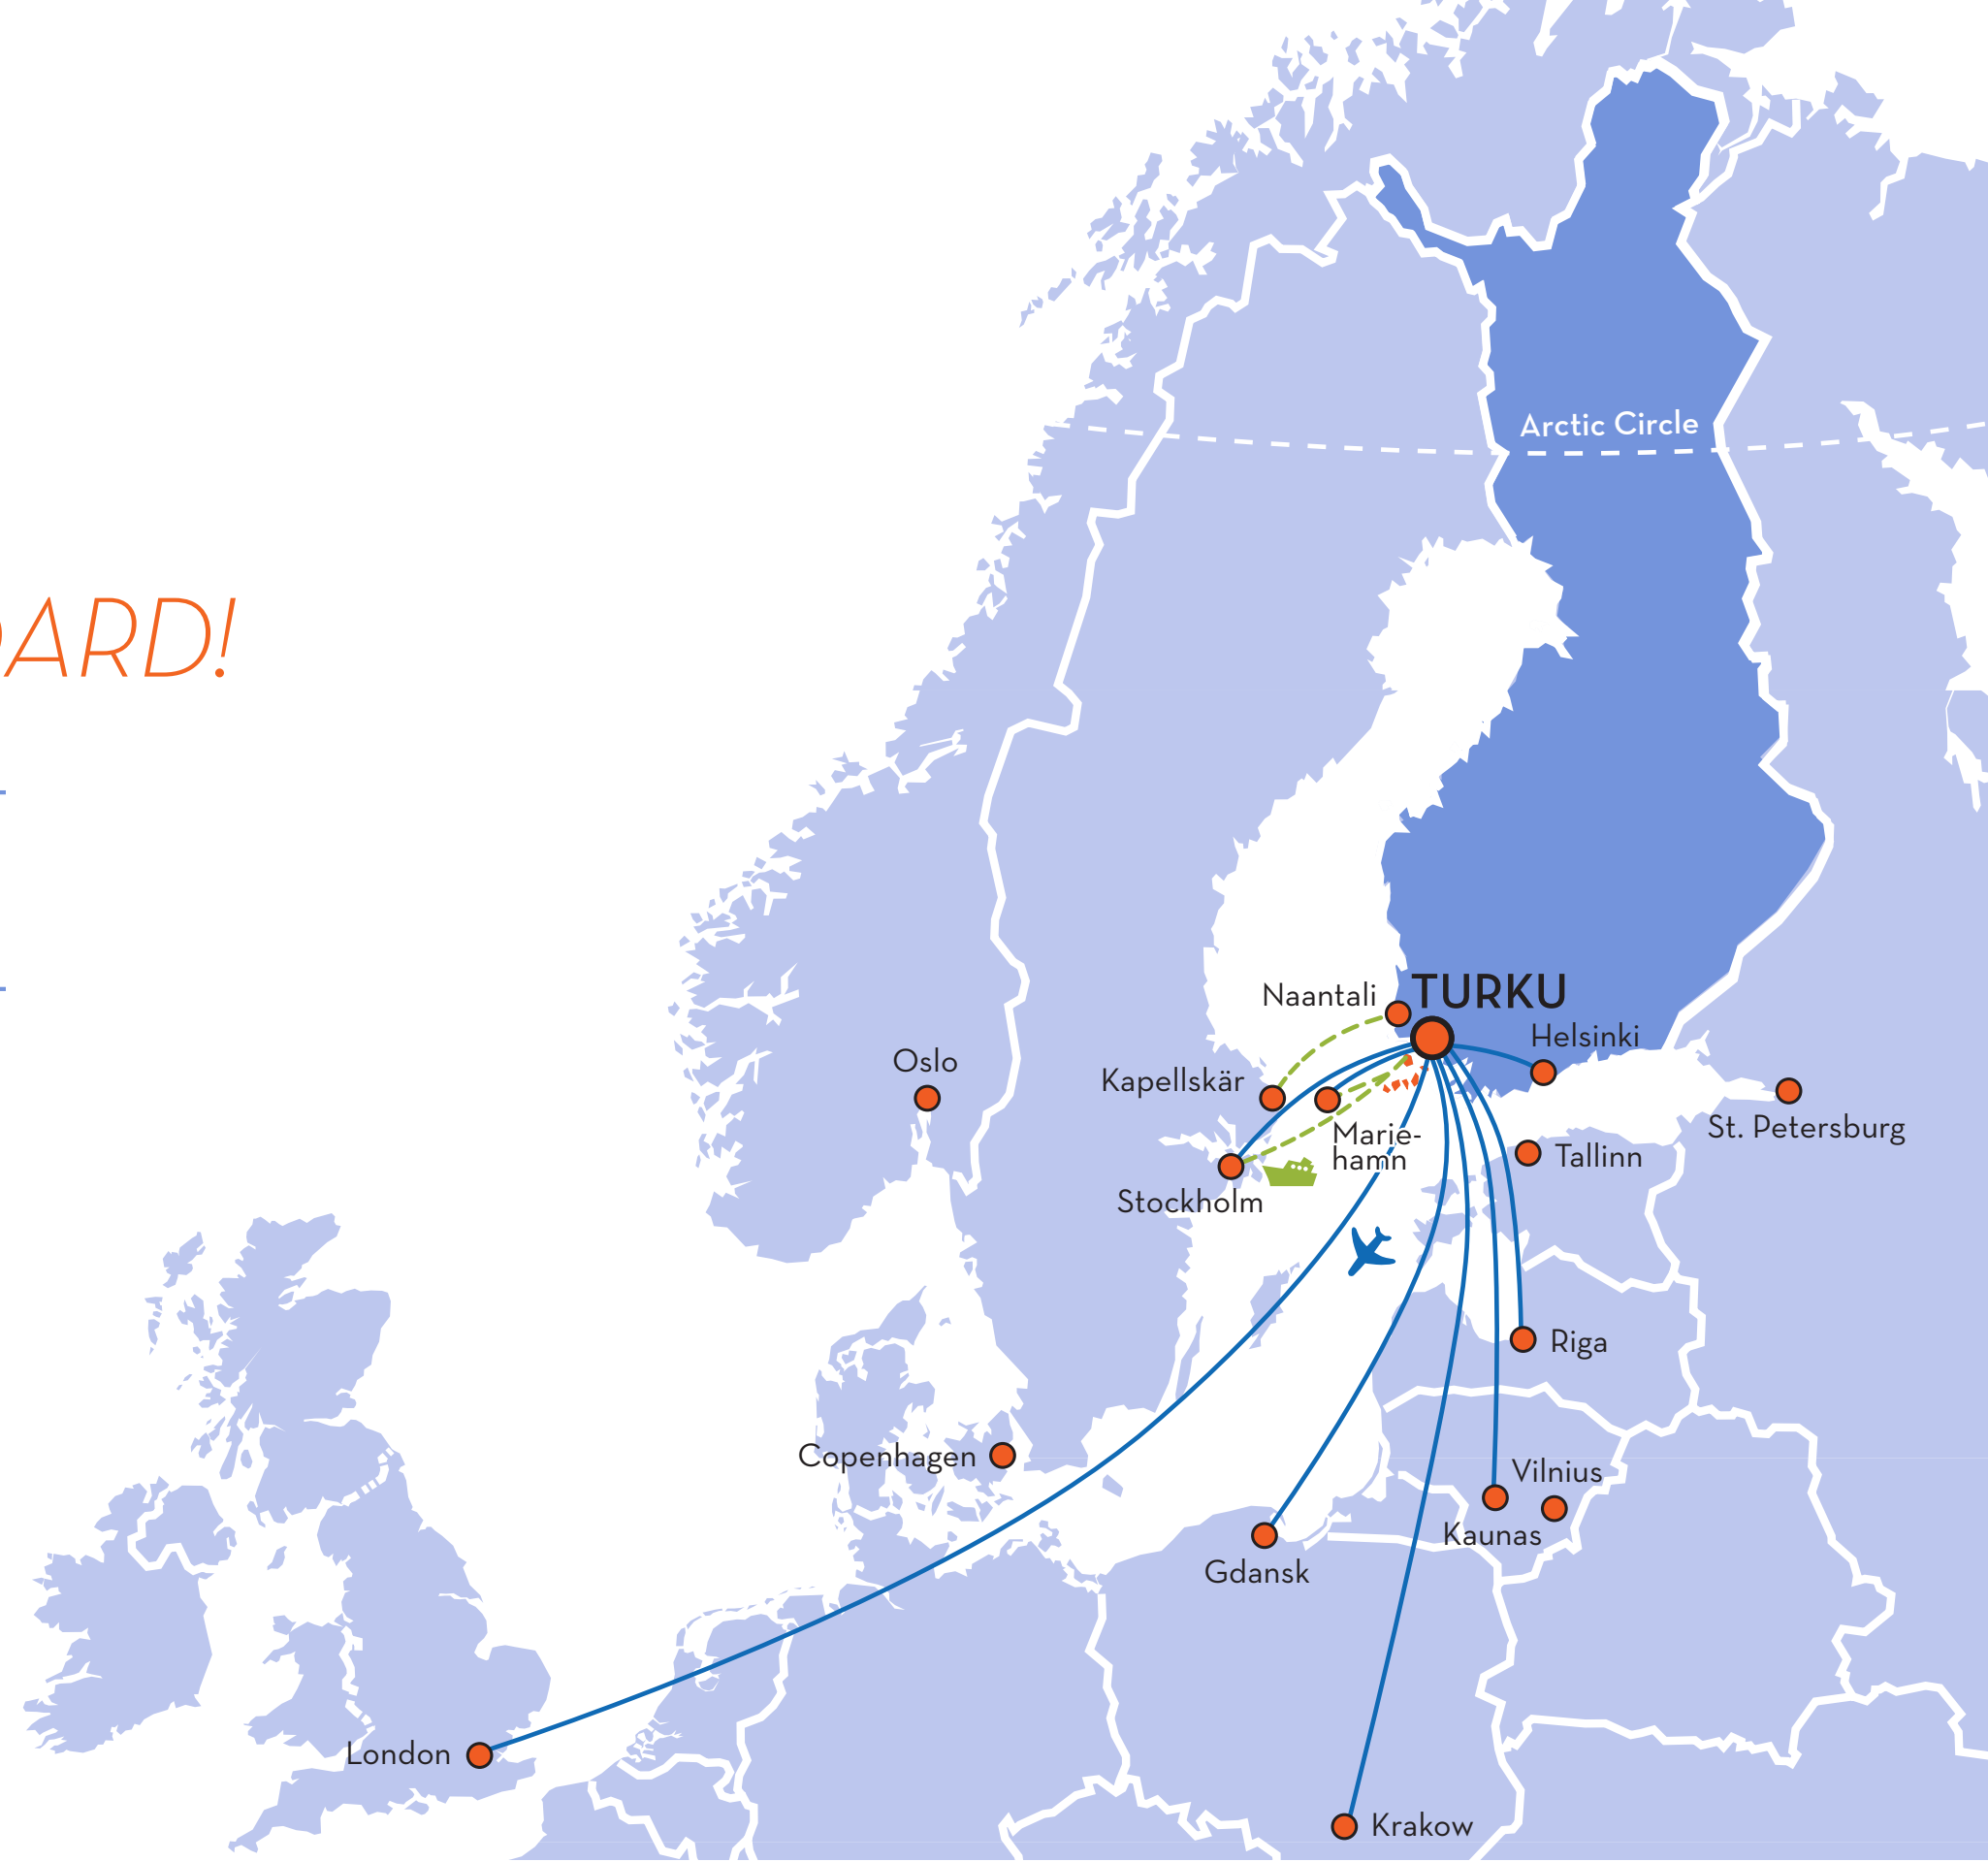 Arctic Circle
TURKU
Naantali
Helsinki
Oslo
Kapellskär
St. Petersburg
Marie-
hamn
Tallinn
Stockholm
Riga
Copenhagen
Vilnius
Kaunas
Gdansk
London
Krakow